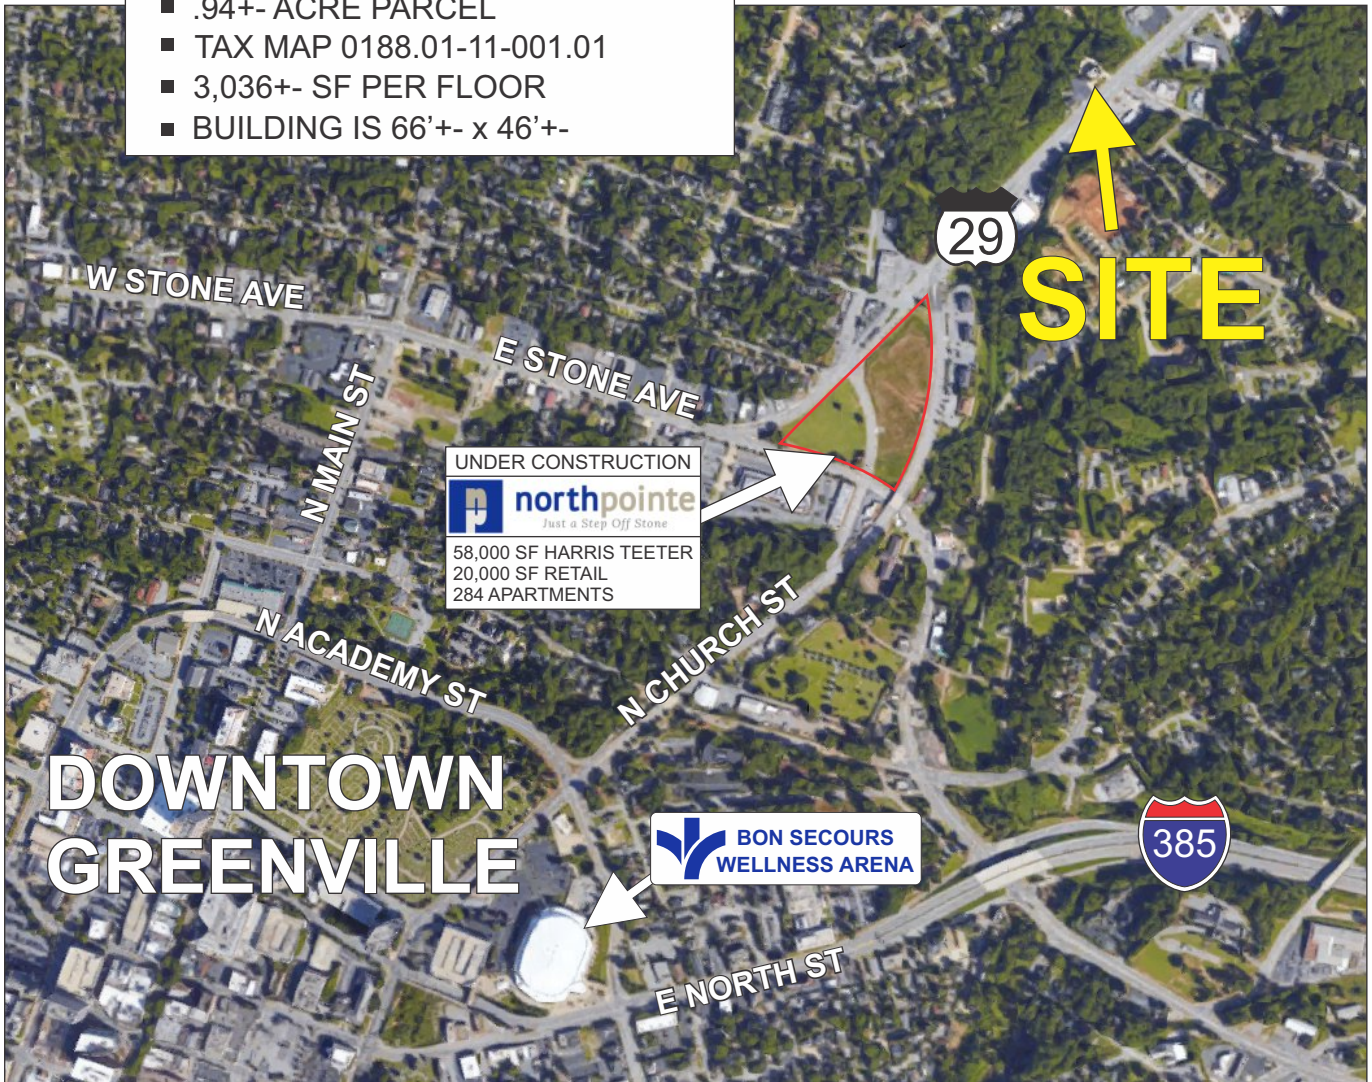 ▪ .94+- ACRE PARCEL
▪ TAX MAP 0188.01-11-001.01
▪ 3,036+- SF PER FLOOR
▪ BUILDING IS 66’+- x 46’+-
29
SITE
W STONE AVE
E STONE AVE
N MAIN ST
UNDER CONSTRUCTION
np
northpointe
Just a Step Off Stone
58,000 SF HARRIS TEETER
20,000 SF RETAIL
284 APARTMENTS
N ACADEMY ST
N CHURCH ST
DOWNTOWN
GREENVILLE
BON SECOURS
WELLNESS ARENA
385
E NORTH ST